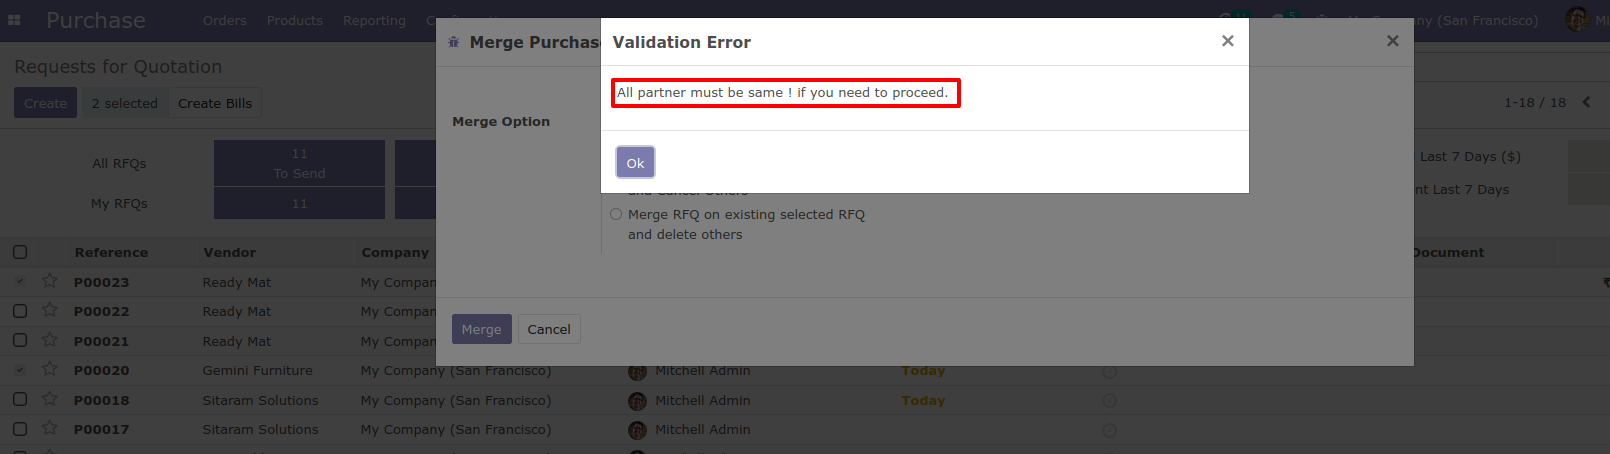 Purchase Orders Products Reporting (San Francisco)
Requests for Quotation
Create 2 selected Create Bills
1-18 / 18
Merge Purchas
Validation Error
All partner must be same ! if you need to proceed.
Ok
Merge Option
and Cancel Others
Merge RFQ on existing selected RFQ
and delete others
Merge Cancel
All RFQs 11
To Send
My RFQs 11
Last 7 Days ($)
nt Last 7 Days
Reference Vendor Company Document
P00023 Ready Mat My Compan
P00022 Ready Mat My Compan
P00021 Ready Mat My Compan
P00020 Gemini Furniture My Company (San Francisco) Mitchell Admin Today
P00018 Sitaram Solutions My Company (San Francisco) Mitchell Admin Today
P00017 Sitaram Solutions My Company (San Francisco) Mitchell Admin